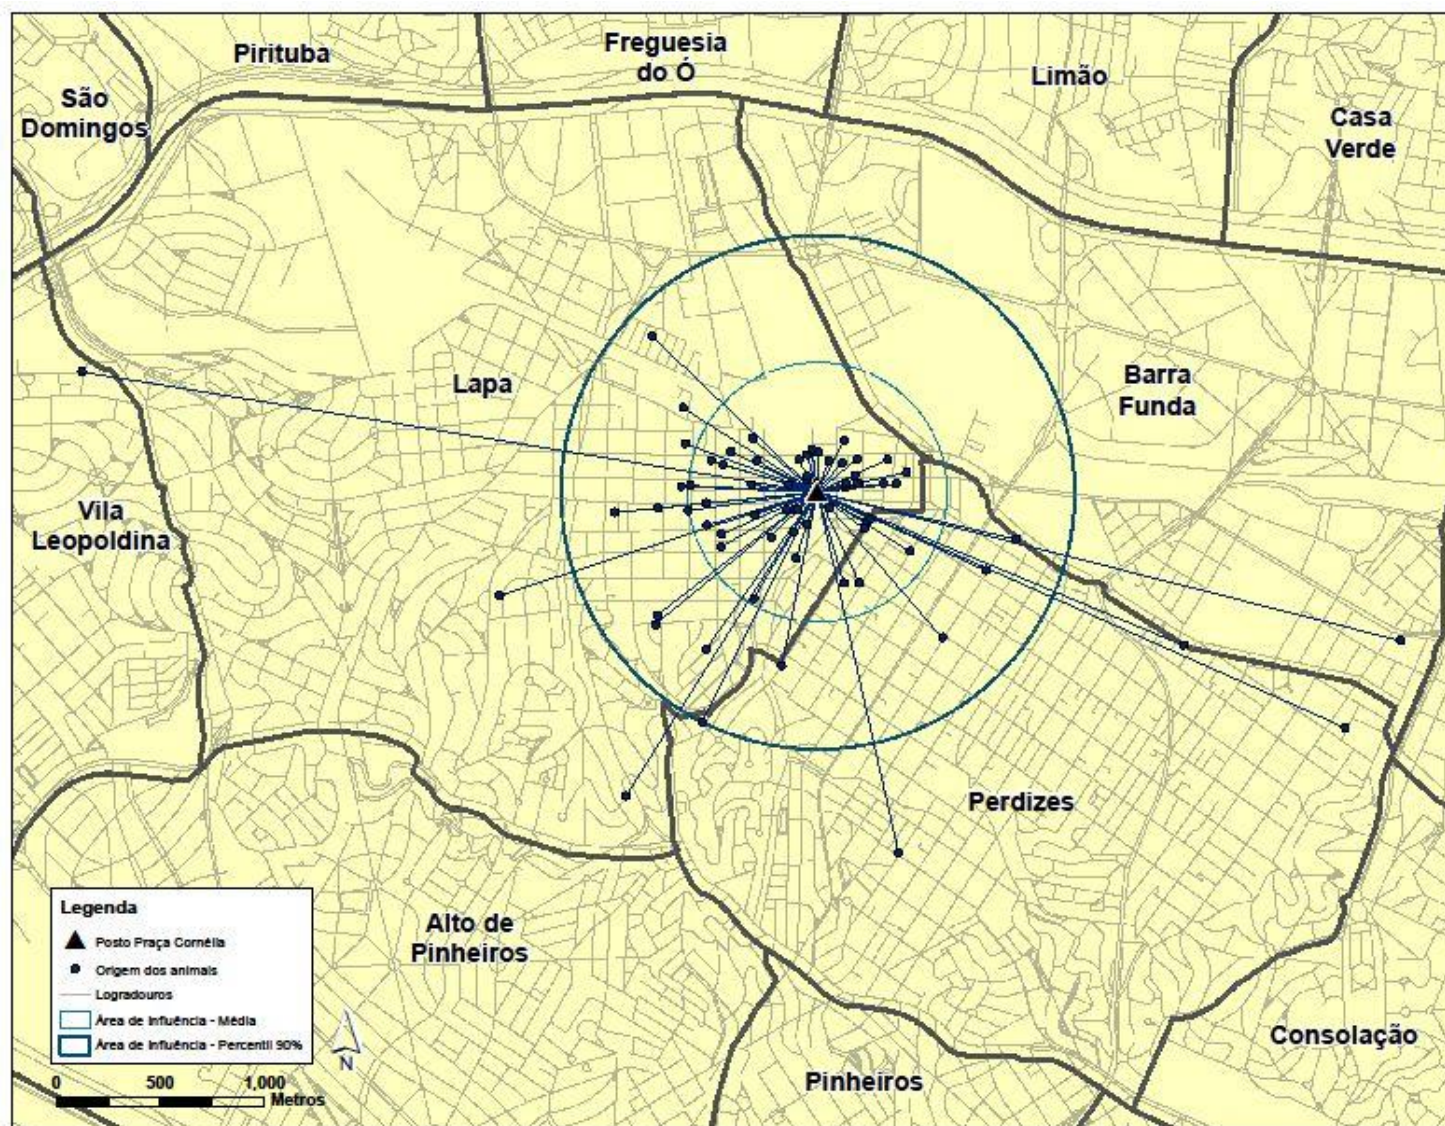 Pirituba
Freguesia
do Ó
Limão
São
Domingos
Casa
Verde
Lapa
Barra
Funda
Vila
Leopoldina
Perdizes
Alto de
Pinheiros
Consolação
Pinheiros
Legenda
Posto Praça Cornélia
Origem dos animais
Logradouros
Área de Influência - Média
Área de Influência - Percentil 90%
N
0 500 1,000
Metros